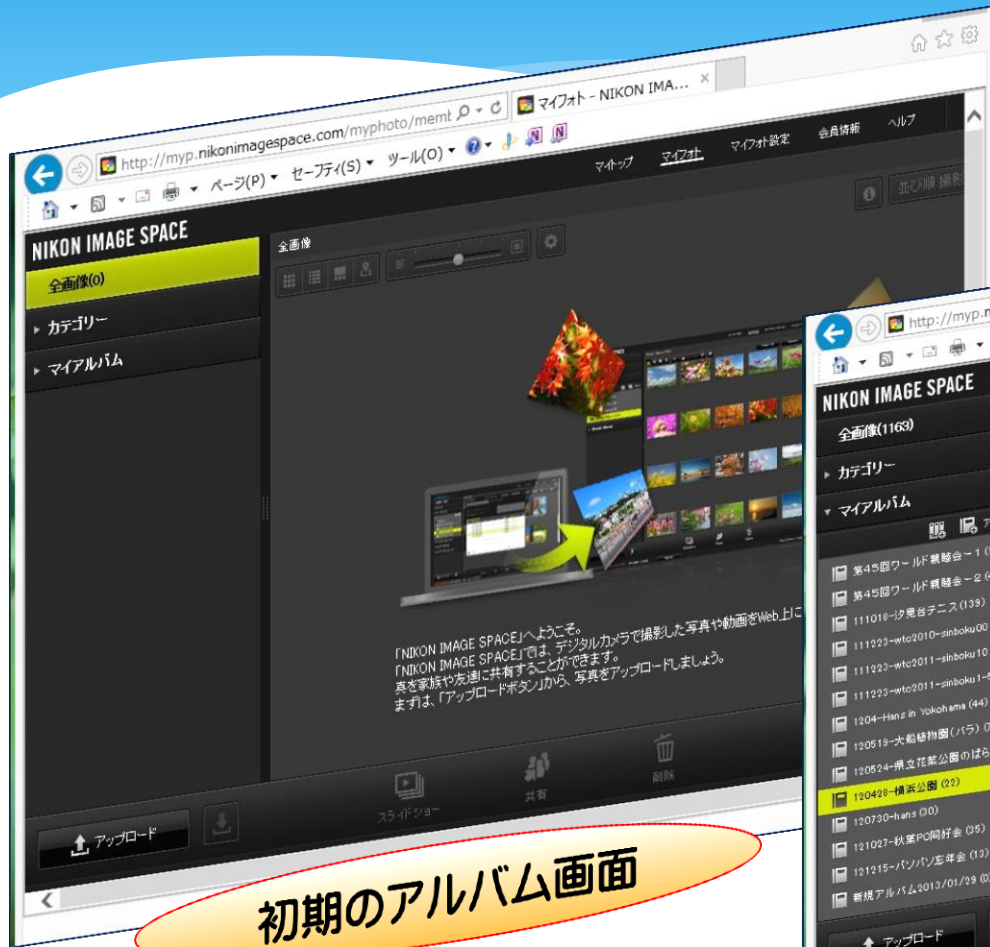 http://myp.nikonimagespace.com/myphoto/memt
マイフォト - NIKON IMA...
ページ(P) セーフティ(S) ツール(O)
マイトップ マイフォト マイフォト設定 会員情報 ヘルプ
NIKON IMAGE SPACE
全画像
並び順 撮影
全画像(0)
カテゴリー
マイアルバム
「NIKON IMAGE SPACE」へようこそ。
「NIKON IMAGE SPACE」では、デジタルカメラで撮影した写真や動画をWeb上に
真を家族や友達に共有することができます。
まずは、「アップロードボタン」から、写真をアップロードしましょう。
アップロード
スライドショー
共有
削除
初期のアルバム画面
http://myp.n
NIKON IMAGE SPACE
全画像(1163)
カテゴリー
マイアルバム
第45回ワールド親睦会-1
第45回ワールド親睦会-2
111018-汐見台テニス(139)
111223-wtc2010-sinboku00
111223-wtc2011-sinboku10
111223-wtc2011-sinboku1-
1204-Hans in Yokohama (44)
120519-大船植物園(バラ)
120524-県立花菜公園のばら
120428-横浜公園 (22)
120730-hans (30)
121027-秋葉PC同好会 (35)
121215-パソパソ忘年会 (13)
新規アルバム2013/01/29 (0)
アップロード